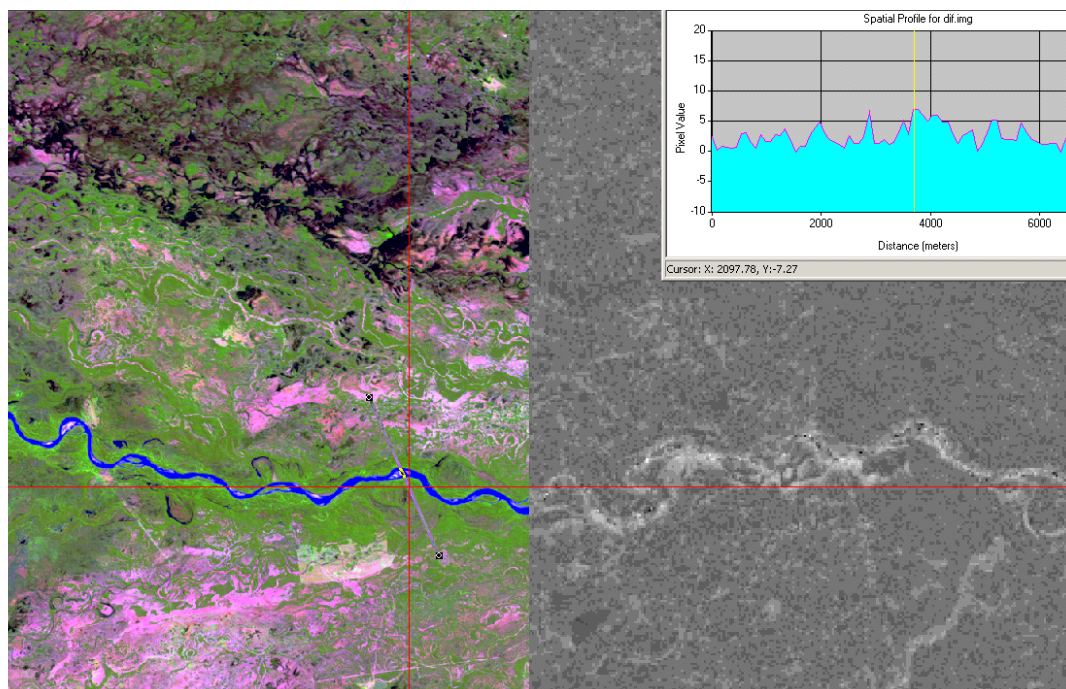 Spatial Profile for dif.img
20
15
10
5
0
-5
-10
Pixel Value
0 2000 4000 6000
Distance (meters)
Cursor: X: 2097.78, Y:-7.27